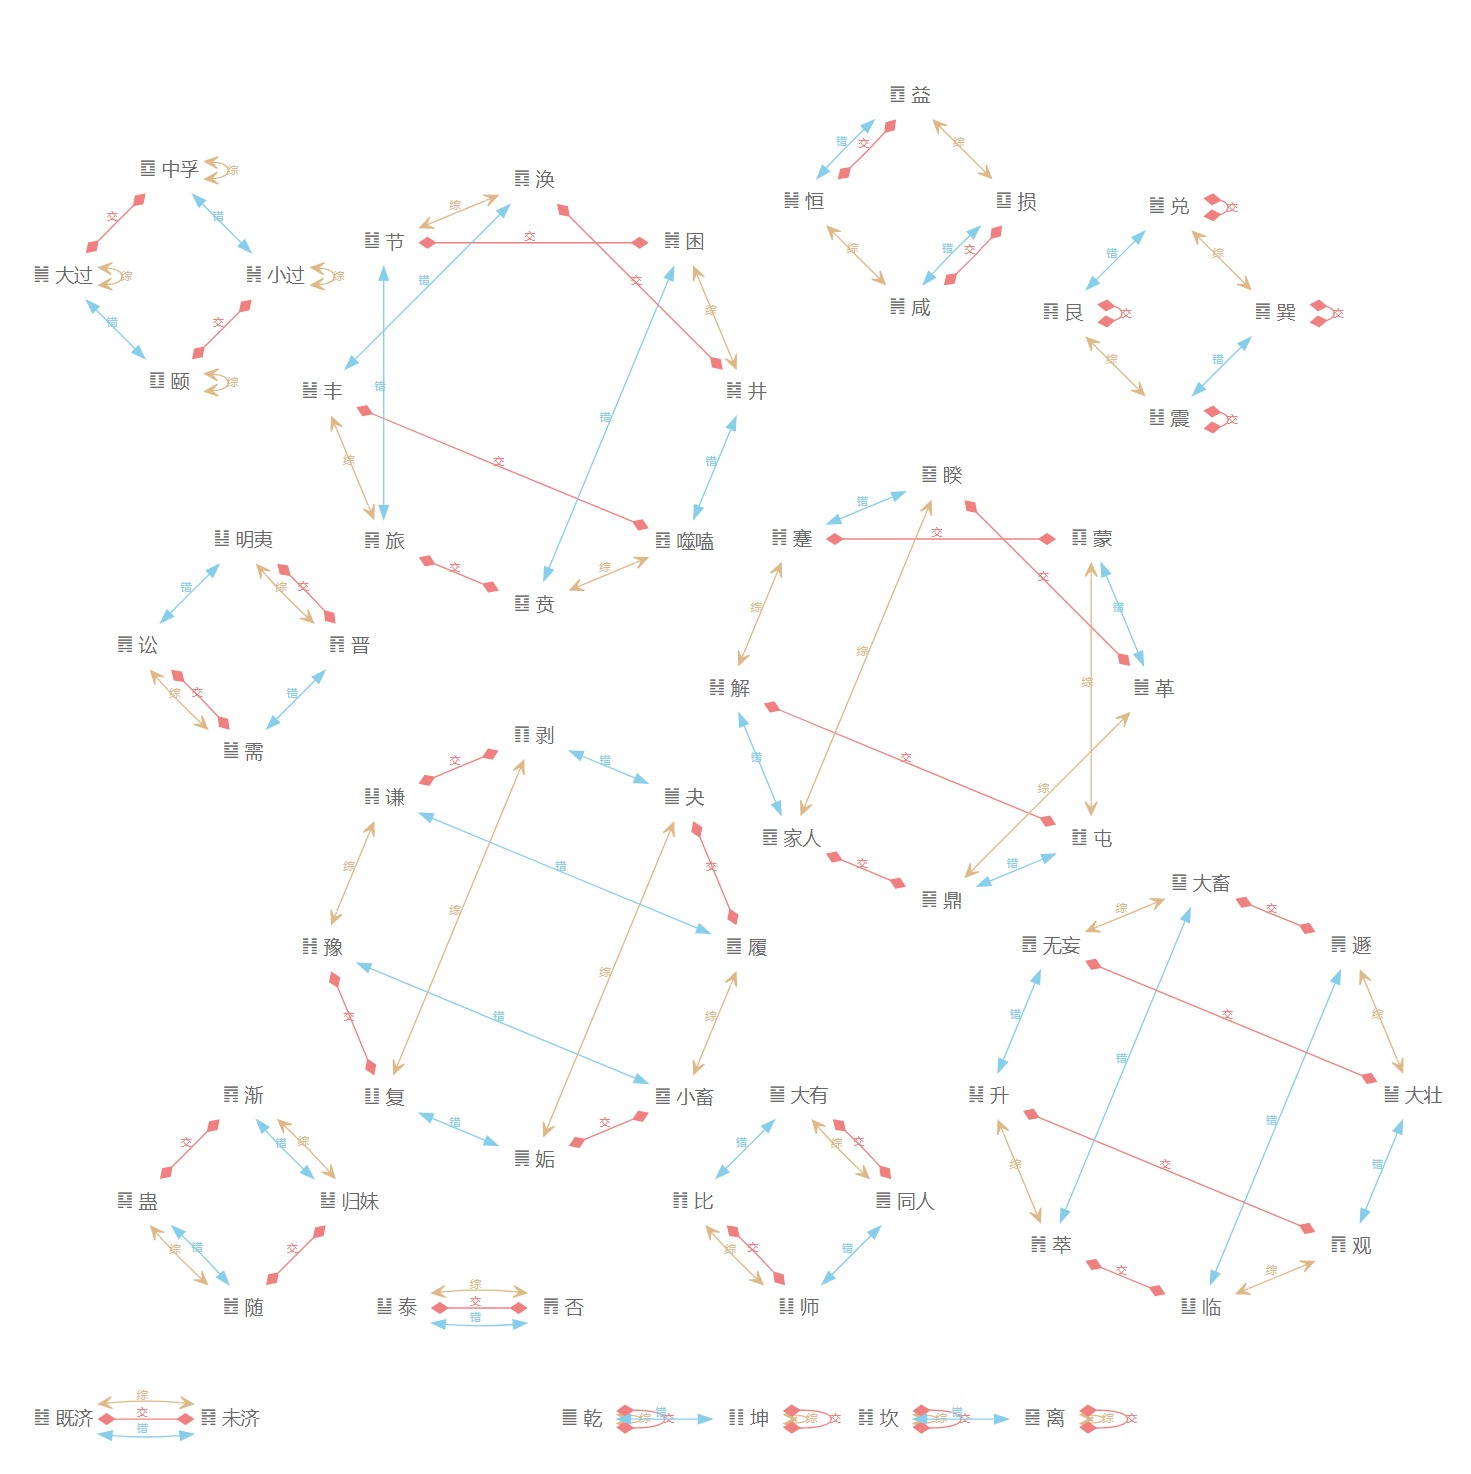 ䷼ 中孚
综
交
错
䷛ 大过
综
䷽ 小过
综
错
交
䷚ 颐
综
䷺ 涣
综
䷻ 节
交
䷮ 困
错
交
综
错
䷶ 丰
䷯ 井
错
综
交
错
䷷ 旅
䷔ 噬嗑
交
综
䷕ 贲
䷩ 益
错
交
综
䷟ 恒
䷨ 损
综
错
交
䷞ 咸
䷹ 兑
交
错
综
䷳ 艮
交
䷸ 巽
交
综
错
䷲ 震
交
䷣ 明夷
错
综
交
䷅ 讼
䷢ 晋
综
交
错
䷄ 需
䷥ 睽
错
䷦ 蹇
交
䷃ 蒙
交
综
错
综
综
䷧ 解
䷰ 革
错
交
综
䷤ 家人
䷂ 屯
交
错
䷱ 鼎
䷖ 剥
交
错
䷎ 谦
䷪ 夬
综
错
交
综
䷏ 豫
䷉ 履
综
交
错
综
䷗ 复
䷈ 小畜
错
交
䷫ 姤
䷙ 大畜
综
交
䷘ 无妄
䷠ 遯
错
交
综
错
䷭ 升
䷡ 大壮
错
综
交
错
䷬ 萃
䷓ 观
交
综
䷒ 临
䷴ 渐
交
错
综
䷑ 蛊
䷵ 归妹
综
错
交
䷐ 随
䷍ 大有
错
综
交
䷇ 比
䷌ 同人
综
交
错
䷆ 师
综
䷊ 泰
交
䷋ 否
错
综
䷾ 既济
交
䷿ 未济
错
䷀ 乾
综
错
交
䷁ 坤
综
交
䷜ 坎
综
错
交
䷝ 离
综
交